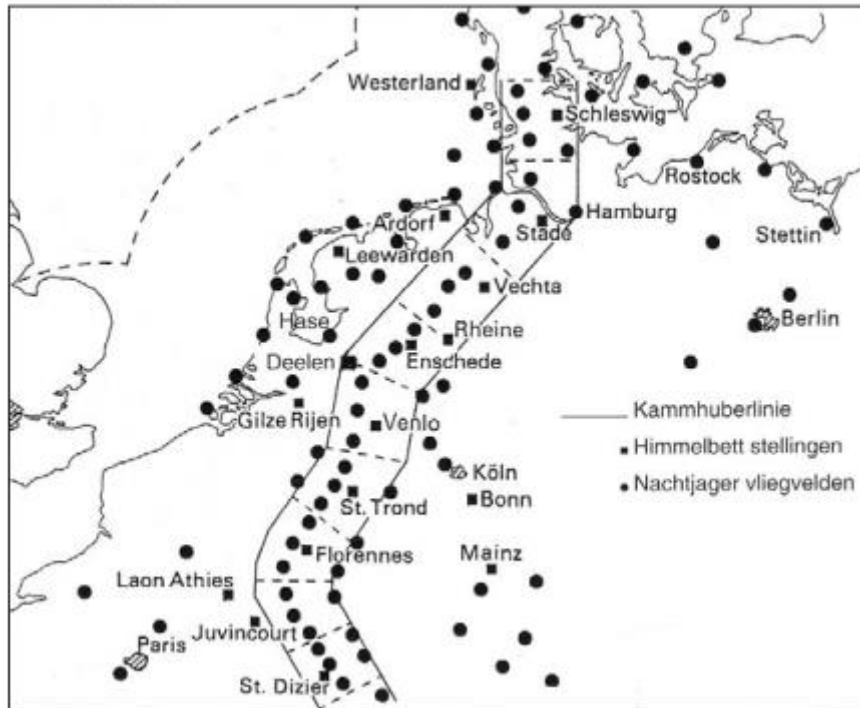 Westerland
Schleswig
Rostock
Ardorf
Stade
Hamburg
Stettin
Leewarden
Vechta
Hase
Rheine
Berlin
Deelen
Enschede
Gilze Rijen
Venlo
Kammhuberlinie
Himmelbett stellingen
Köln
Nachtjager vliegvelden
St. Trond
Bonn
Florennes
Mainz
Laon Athies
Juvincourt
Paris
St. Dizier